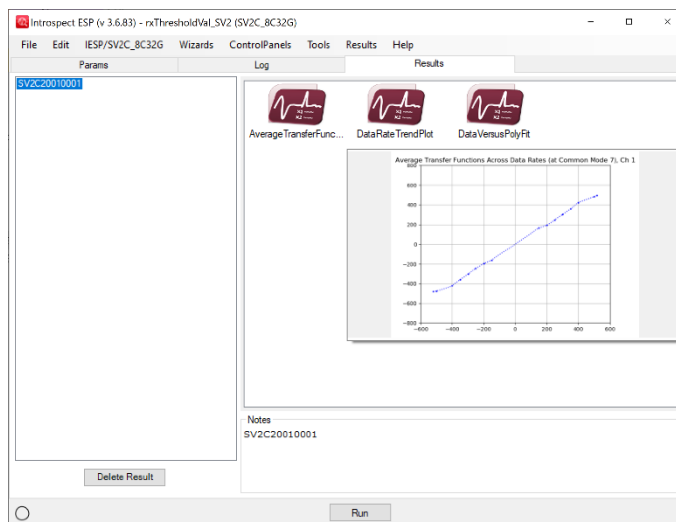 Introspect ESP (v 3.6.83) - rxThresholdVal_SV2 (SV2C_8C32G)
File Edit IESP/SV2C_8C32G Wizards ControlPanels Tools Results Help
Params Log Results
SV2C20010001
AverageTransferFunc... DataRateTrendPlot DataVersusPolyFit
Average Transfer Functions Across Data Rates (at Common Mode 7), Ch 1
800
600
400
200
0
−200
−400
−600
−800
−600 −400 −200 0 200 400 600
Notes
SV2C20010001
Delete Result
Run